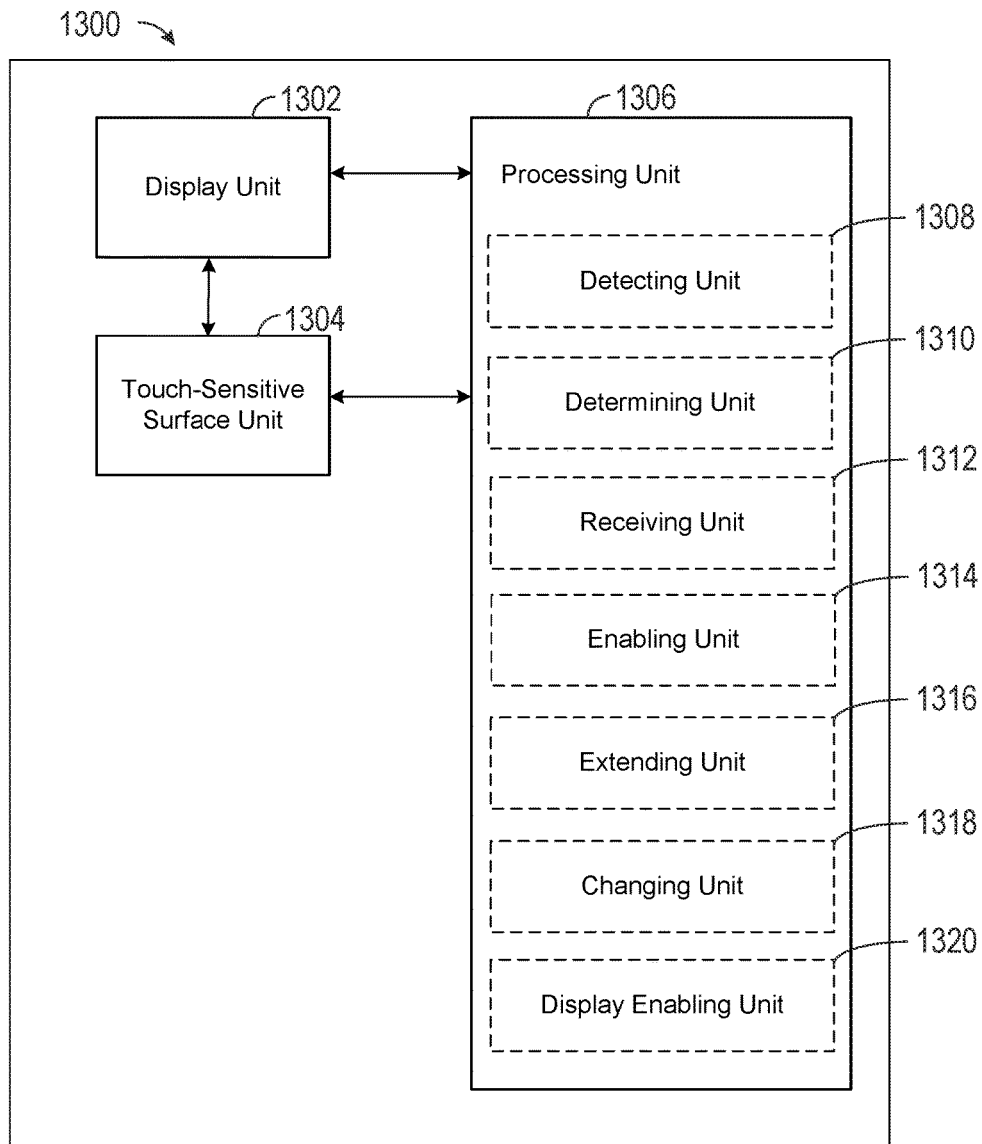 1300
1302
Display Unit
1304
Touch-Sensitive
Surface Unit
1306
Processing Unit
1308
Detecting Unit
1310
Determining Unit
1312
Receiving Unit
1314
Enabling Unit
1316
Extending Unit
1318
Changing Unit
1320
Display Enabling Unit